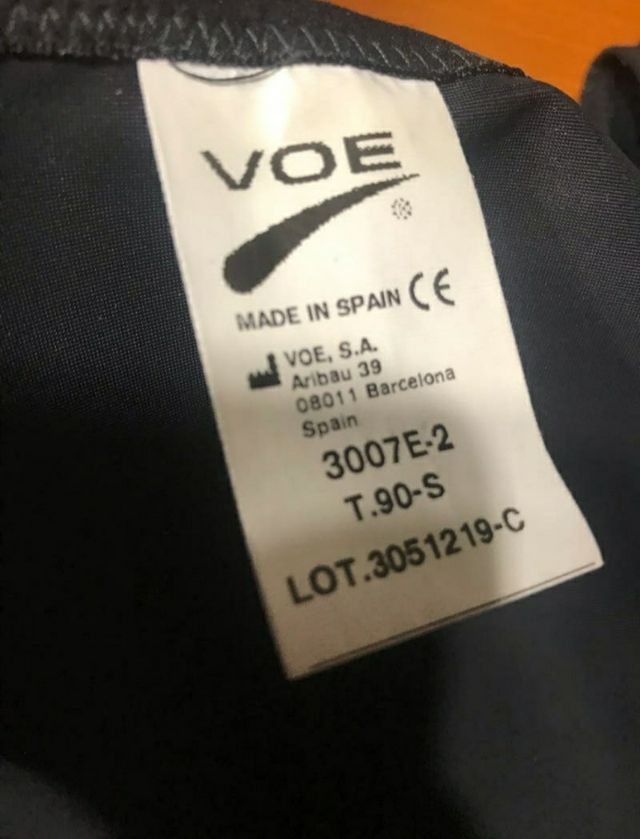 VOE
®
MADE IN SPAIN CE
VOE, S.A.
Aribau 39
08011 Barcelona
Spain
3007E-2
T.90-S
LOT.3051219-C